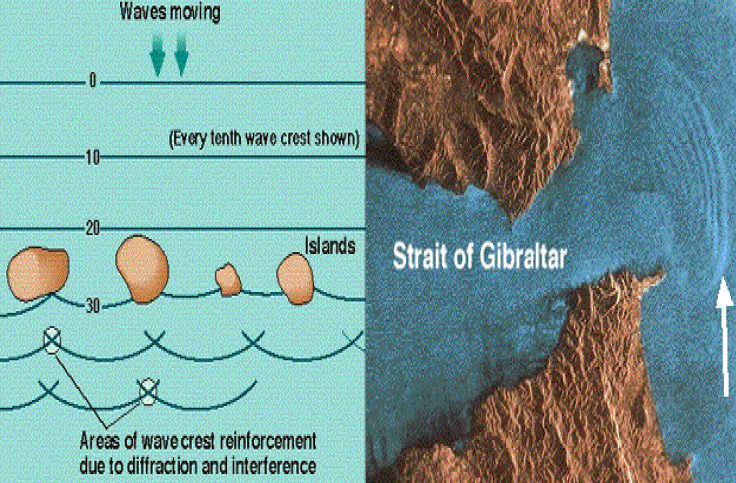 Waves moving
0
(Every tenth wave crest shown)
10
20
Islands
30
Areas of wave crest reinforcement
due to diffraction and interference
Strait of Gibraltar